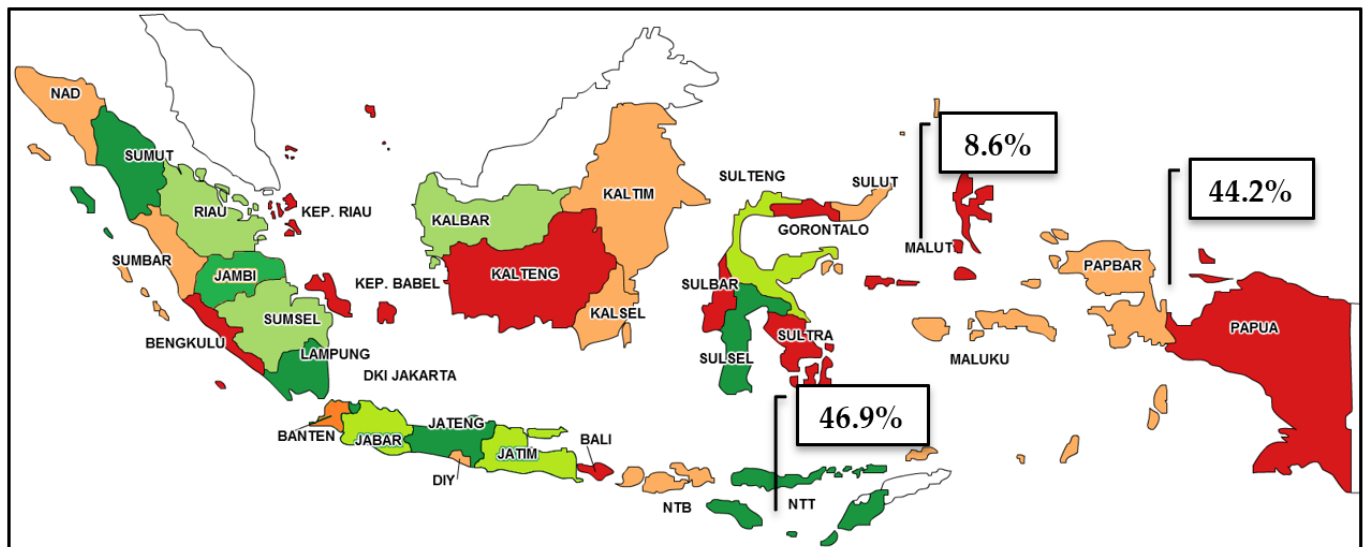 NAD
8.6%
SUMUT
44.2%
SULTENG
SULUT
RIAU
KEP. RIAU
KALBAR
KALTIM
GORONTALO
MALUT
SUMBAR
JAMBI
KEP. BABEL
KALTENG
SULBAR
PAPBAR
SUMSEL
KALSEL
BENGKULU
LAMPUNG
SULSEL
SULTRA
MALUKU
PAPUA
DKI JAKARTA
46.9%
BANTEN
JABAR
JATENG
JATIM
BALI
DIY
NTB
NTT